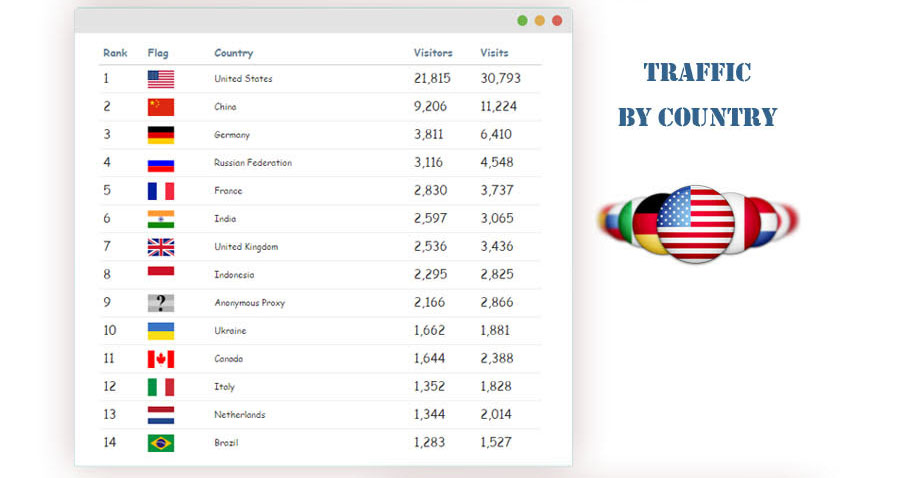 Rank Flag Country Visitors Visits
1 United States 21,815 30,793
2 China 9,206 11,224
3 Germany 3,811 6,410
4 Russian Federation 3,116 4,548
5 France 2,830 3,737
6 India 2,597 3,065
7 United Kingdom 2,536 3,436
8 Indonesia 2,295 2,825
9 ? Anonymous Proxy 2,166 2,866
10 Ukraine 1,662 1,881
11 Canada 1,644 2,388
12 Italy 1,352 1,828
13 Netherlands 1,344 2,014
14 Brazil 1,283 1,527
TRAFFIC
BY COUNTRY